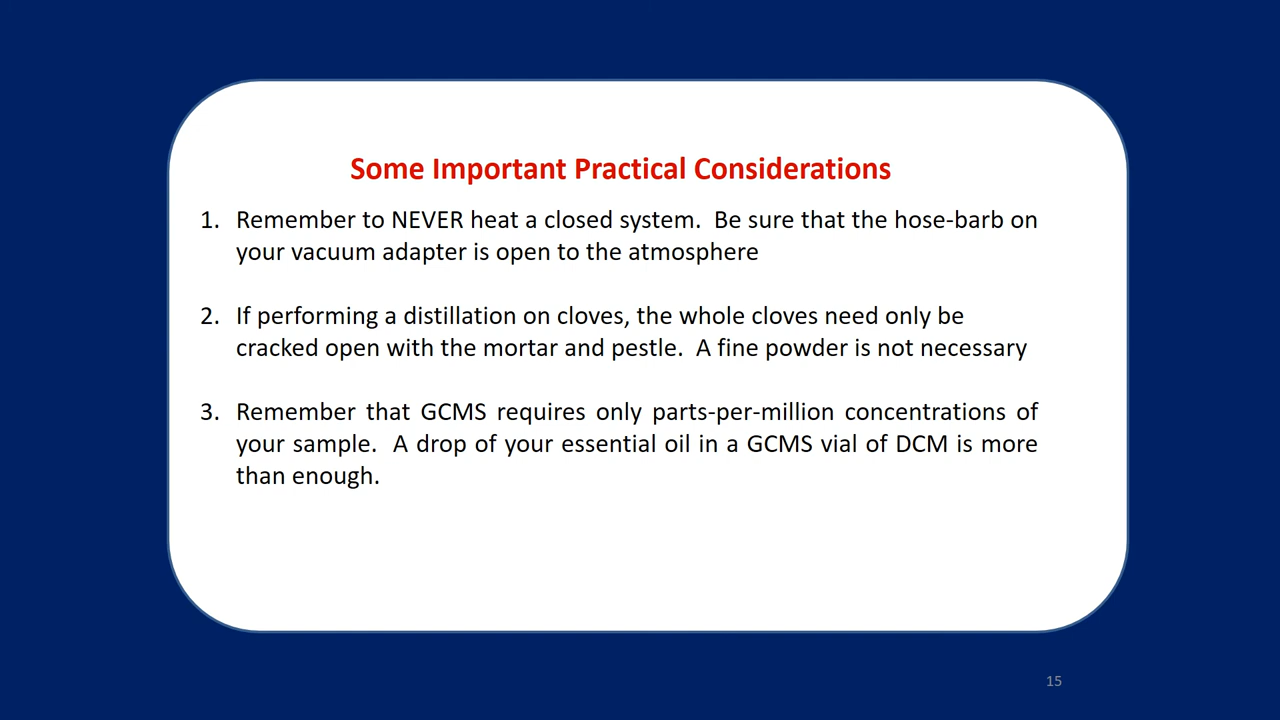 Some Important Practical Considerations
1. Remember to NEVER heat a closed system.  Be sure that the hose-barb on
your vacuum adapter is open to the atmosphere
2. If performing a distillation on cloves, the whole cloves need only be
cracked open with the mortar and pestle.  A fine powder is not necessary
3. Remember that GCMS requires only parts-per-million concentrations of
your sample.  A drop of your essential oil in a GCMS vial of DCM is more
than enough.
15